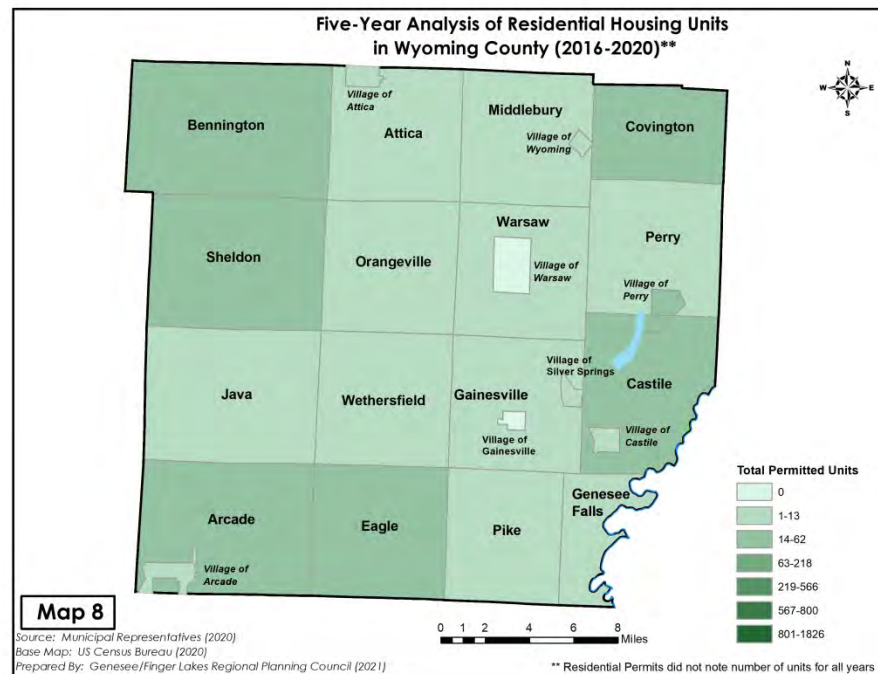 Five-Year Analysis of Residential Housing Units
in Wyoming County (2016-2020)**
N
W E
S
Village of
Attica
Bennington
Attica
Middlebury
Village of
Wyoming
Covington
Warsaw
Perry
Sheldon
Orangeville
Village of
Warsaw
Village of
Perry
Village of
Silver Springs
Castile
Java
Wethersfield
Gainesville
Village of
Gainesville
Village of
Castile
Total Permitted Units
0
1-13
14-62
63-218
219-566
567-800
801-1826
Genesee
Falls
Arcade
Eagle
Pike
Village of
Arcade
Map 8
0 1 2 4 6 8
Miles
Source: Municipal Representatives (2020)
Base Map: US Census Bureau (2020)
Prepared By: Genesee/Finger Lakes Regional Planning Council (2021)
** Residential Permits did not note number of units for all years